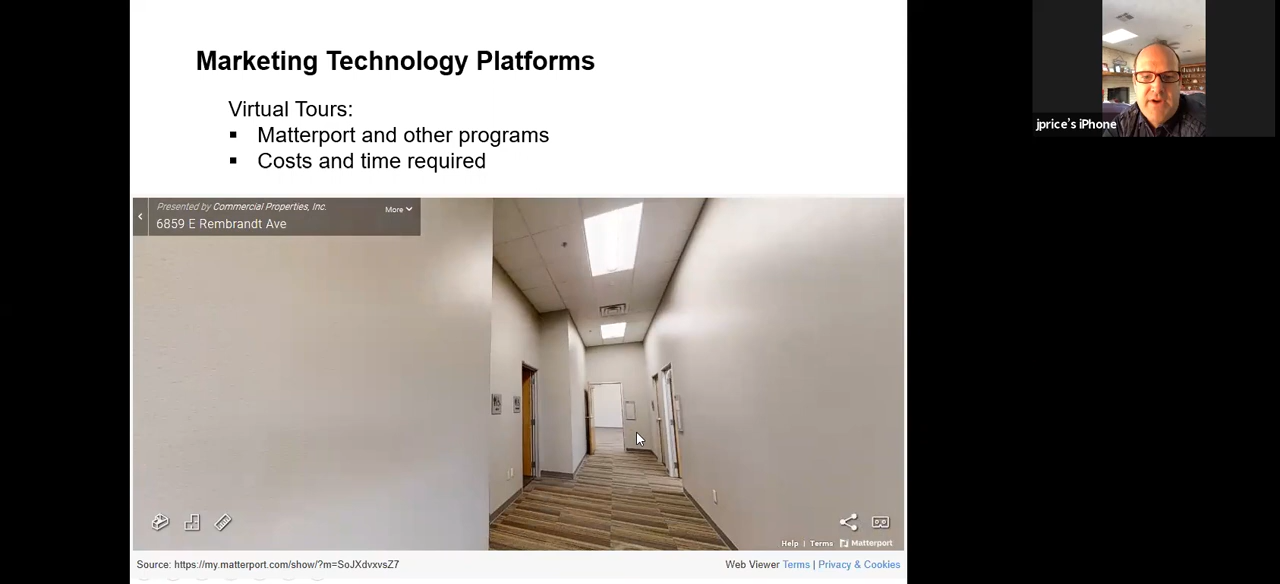 Marketing Technology Platforms
Virtual Tours:
▪ Matterport and other programs
▪ Costs and time required
Presented by Commercial Properties, Inc.
More
6859 E Rembrandt Ave
Help | Terms Matterport
Source: https://my.matterport.com/show/?m=SoJXdvxvsZ7
Web Viewer Terms | Privacy & Cookies
jprice's iPhone